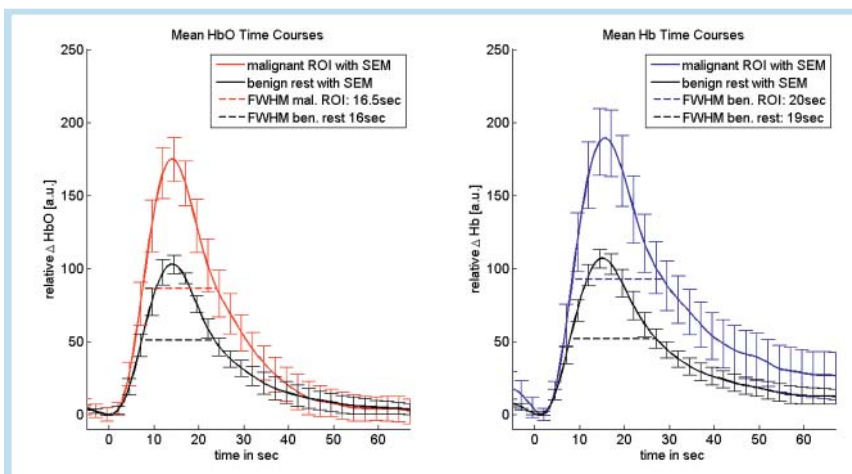 Mean HbO Time Courses
malignant ROI with SEM
benign rest with SEM
FWHM mal. ROI: 16.5sec
FWHM ben. rest 16sec
250
200
150
100
50
0
relative Δ HbO [a.u.]
0 10 20 30 40 50 60
time in sec
Mean Hb Time Courses
malignant ROI with SEM
benign rest with SEM
FWHM ben. ROI: 20sec
FWHM ben. rest: 19sec
250
200
150
100
50
0
relative Δ Hb [a.u.]
0 10 20 30 40 50 60
time in sec